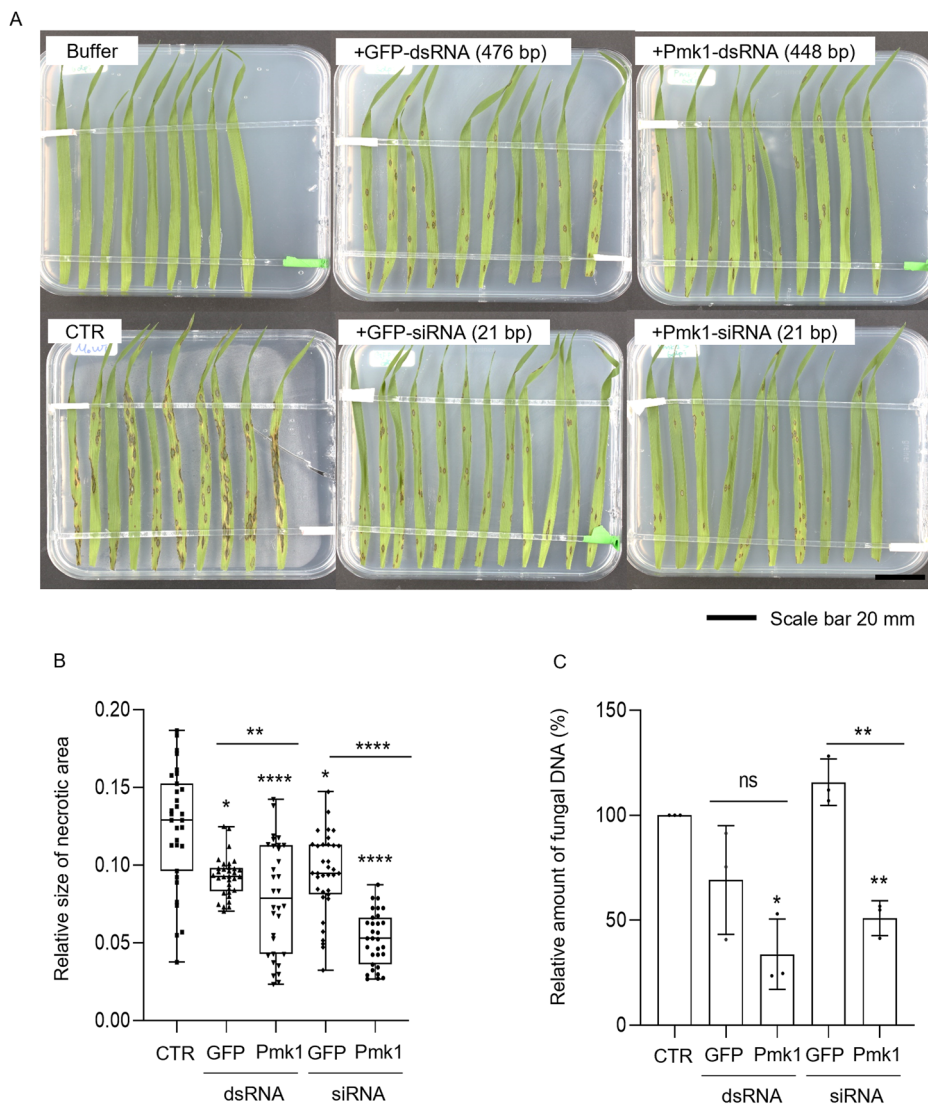 A
Buffer
+GFP-dsRNA (476 bp)
+Pmk1-dsRNA (448 bp)
CTR
+GFP-siRNA (21 bp)
+Pmk1-siRNA (21 bp)
Scale bar 20 mm
B
Relative size of necrotic area
0.20
0.15
0.10
0.05
0.00
**
****
*
****
*
****
CTR
GFP
Pmk1
GFP
Pmk1
dsRNA
siRNA
C
Relative amount of fungal DNA (%)
150
100
50
0
ns
**
*
**
CTR
GFP
Pmk1
GFP
Pmk1
dsRNA
siRNA